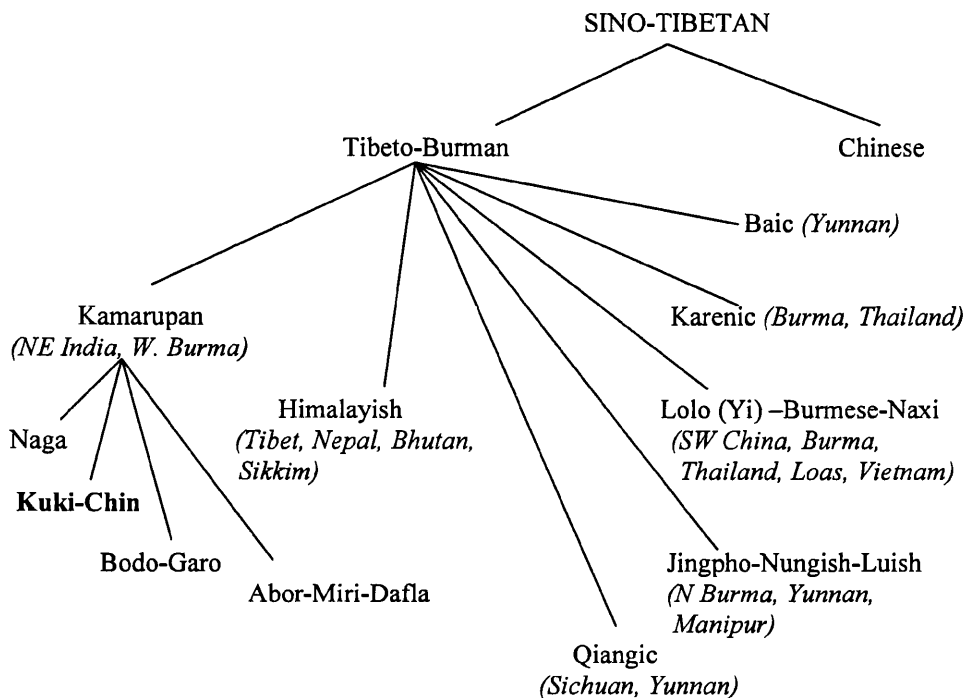 SINO-TIBETAN
Tibeto-Burman
Chinese
Baic (Yunnan)
Kamarupan
(NE India, W. Burma)
Karenic (Burma, Thailand)
Himalayish
(Tibet, Nepal, Bhutan,
Sikkim)
Lolo (Yi) –Burmese-Naxi
(SW China, Burma,
Thailand, Loas, Vietnam)
Naga
Kuki-Chin
Bodo-Garo
Abor-Miri-Dafla
Jingpho-Nungish-Luish
(N Burma, Yunnan,
Manipur)
Qiangic
(Sichuan, Yunnan)